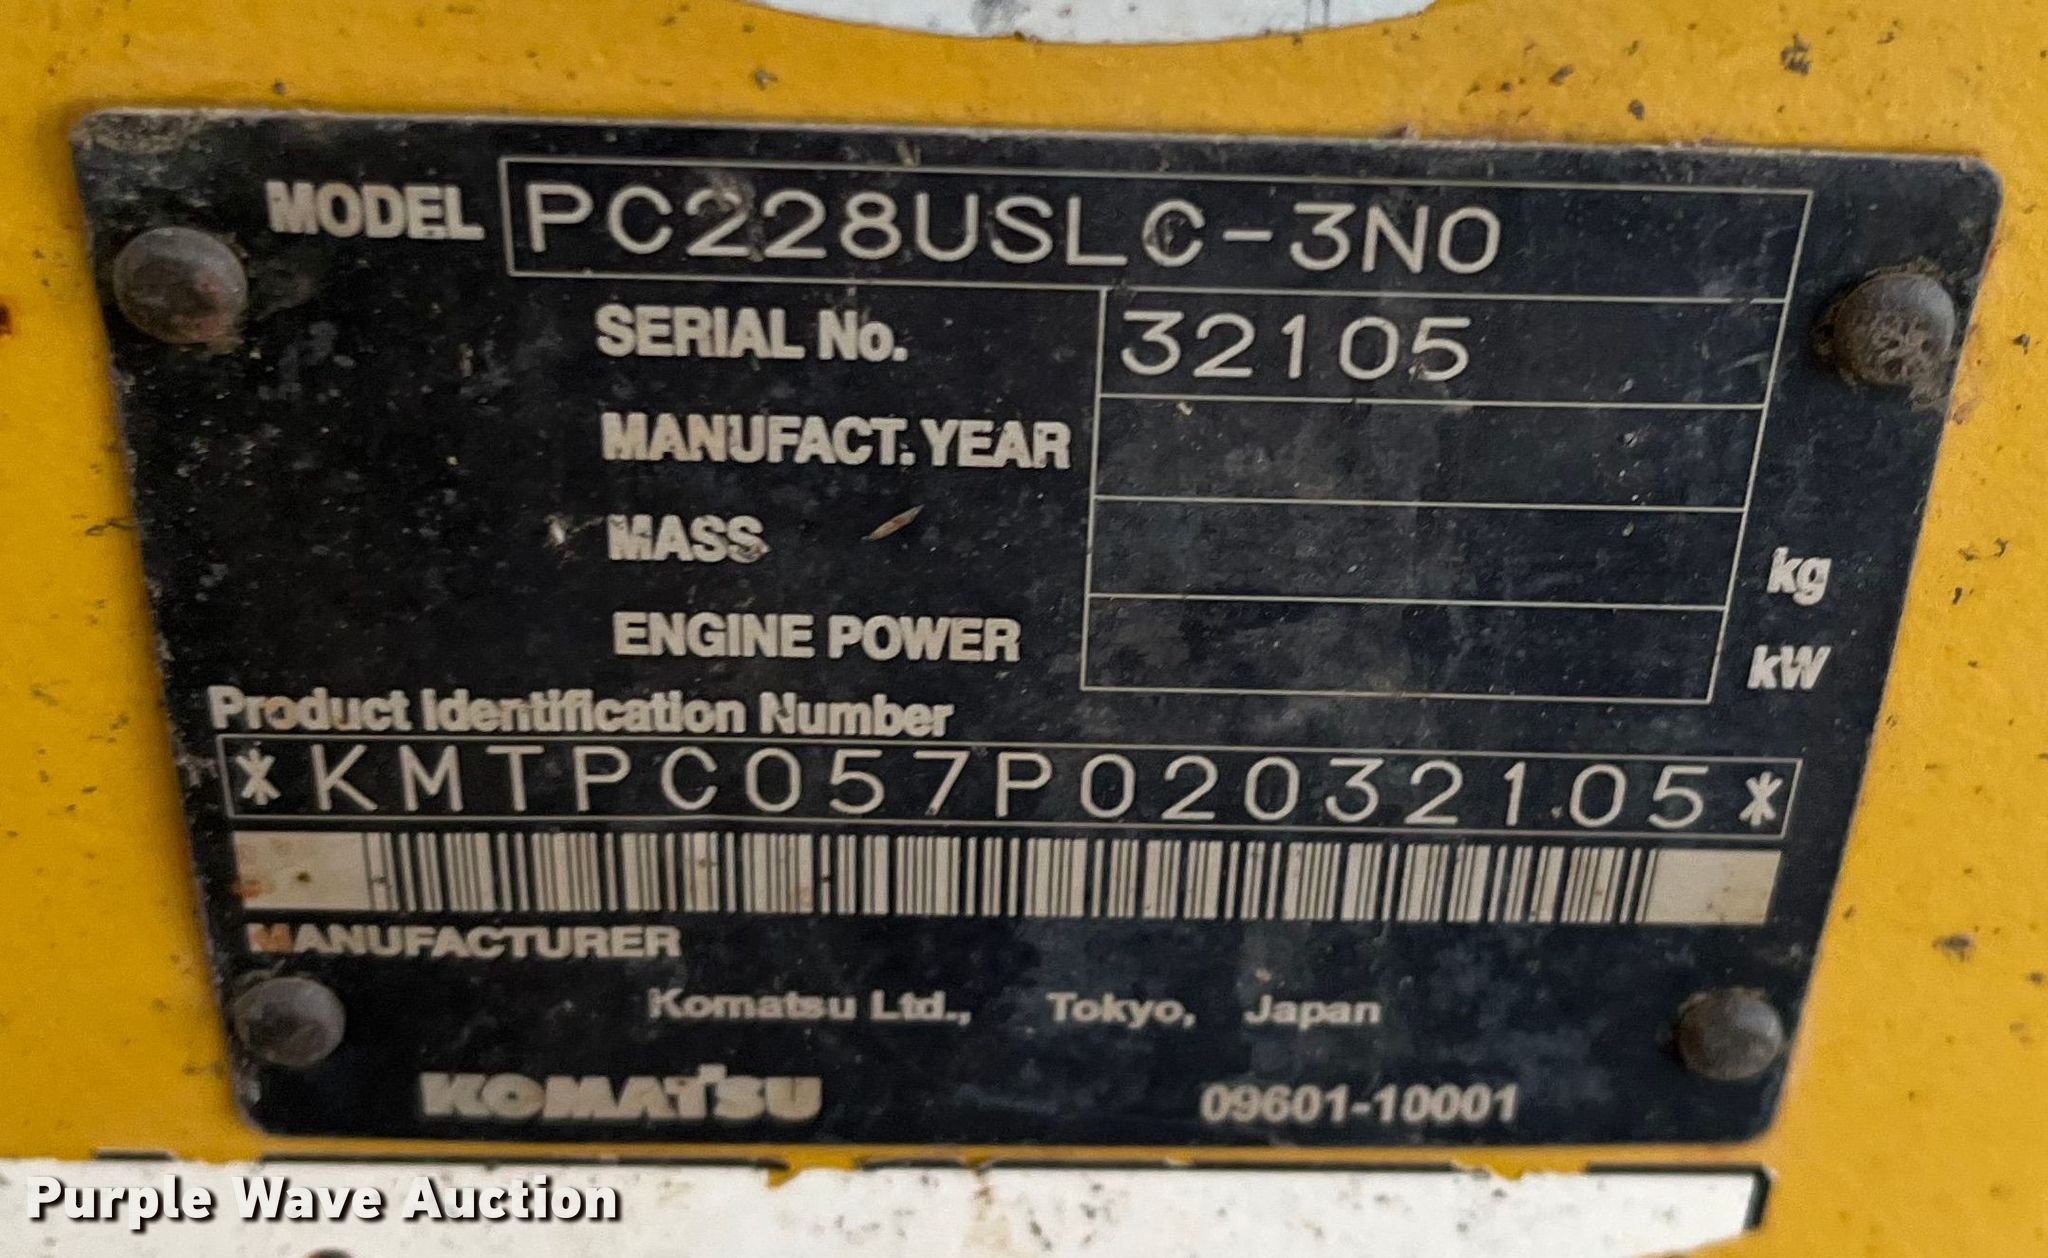 MODEL PC228USLC-3NO
SERIAL No. 32105
MANUFACT. YEAR
MASS kg
ENGINE POWER kW
Product Identification Number
*KMTPC057P02032105*
MANUFACTURER
Komatsu Ltd., Tokyo, Japan
KOMATSU 09601-10001
Purple Wave Auction